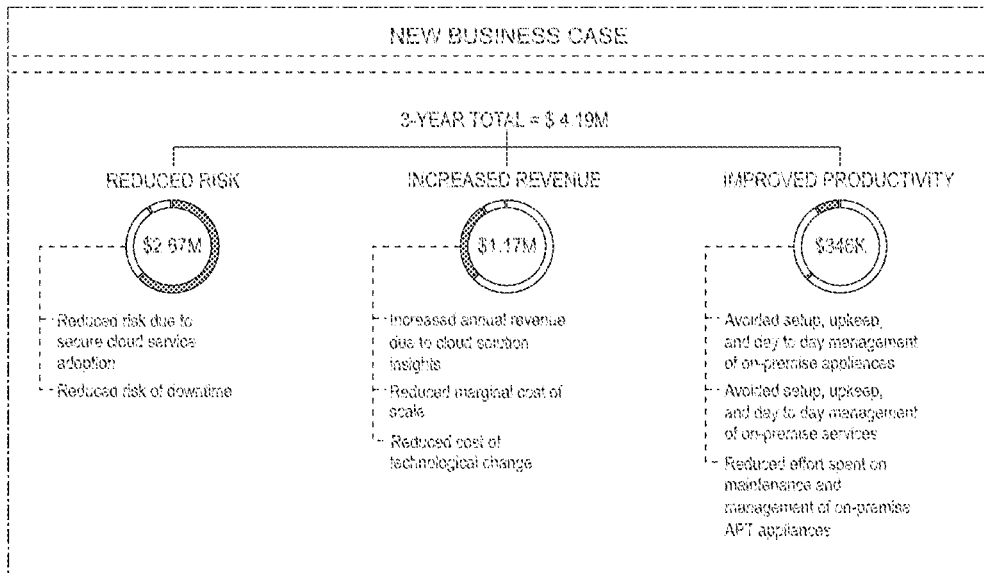 NEW BUSINESS CASE
3-YEAR TOTAL = $ 4.19M
REDUCED RISK
$2.67M
Reduced risk due to
secure cloud service
adoption
Reduced risk of downtime
INCREASED REVENUE
$1.17M
Increased annual revenue
due to cloud solution
insights
Reduced marginal cost of
scale
Reduced cost of
technological change
IMPROVED PRODUCTIVITY
$346K
Avoided setup, upkeep,
and day to day management
of on-premise appliances
Avoided setup, upkeep,
and day to day management
of on-premise services
Reduced effort spent on
maintenance and
management of on-premise
APT appliances